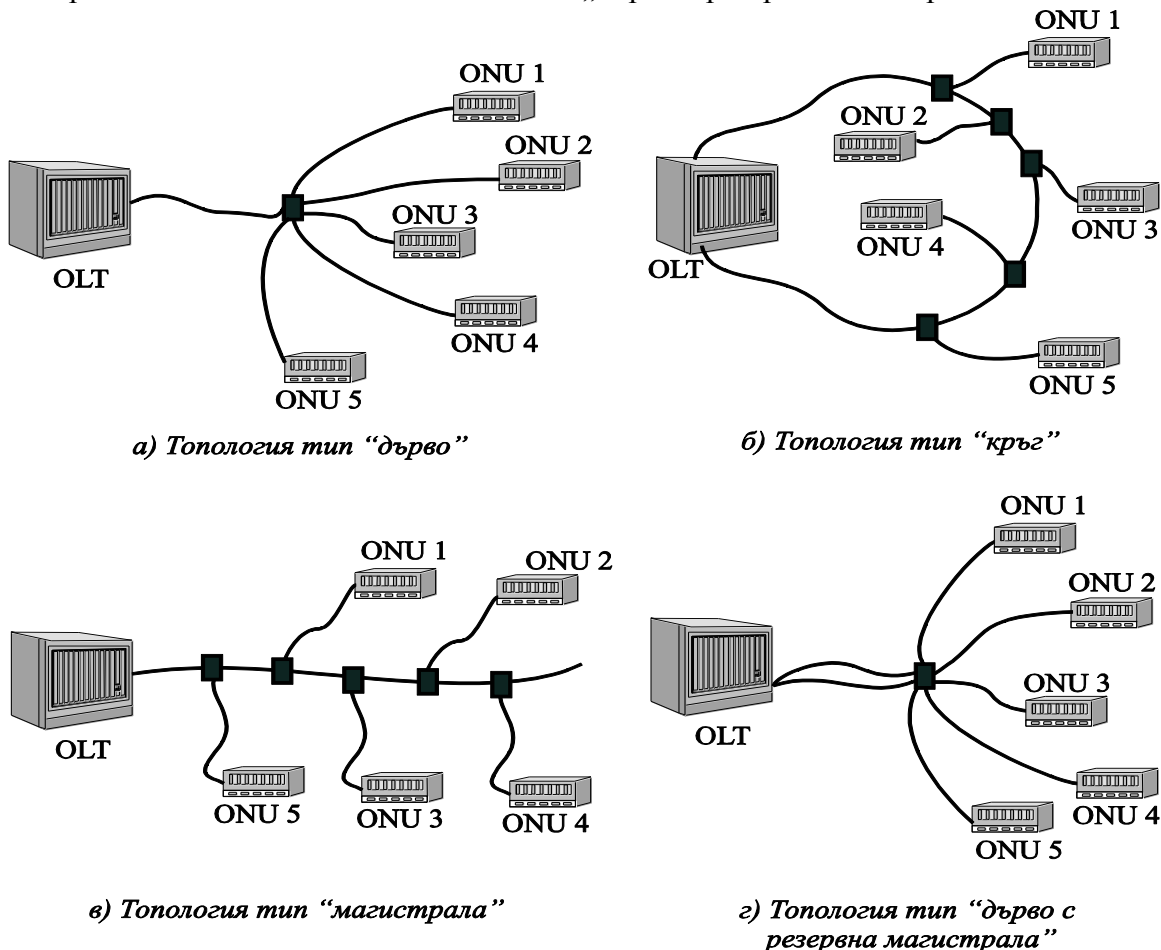 ONU 1
ONU 2
ONU 3
ONU 4
ONU 5
OLT
а) Топология тип “дърво”
ONU 1
ONU 2
ONU 3
ONU 4
OLT
ONU 5
б) Топология тип “кръг”
ONU 1
ONU 2
OLT
ONU 5
ONU 3
ONU 4
в) Топология тип “магистрала”
ONU 1
ONU 2
ONU 3
OLT
ONU 4
ONU 5
г) Топология тип “дърво с
резервна магистрала”